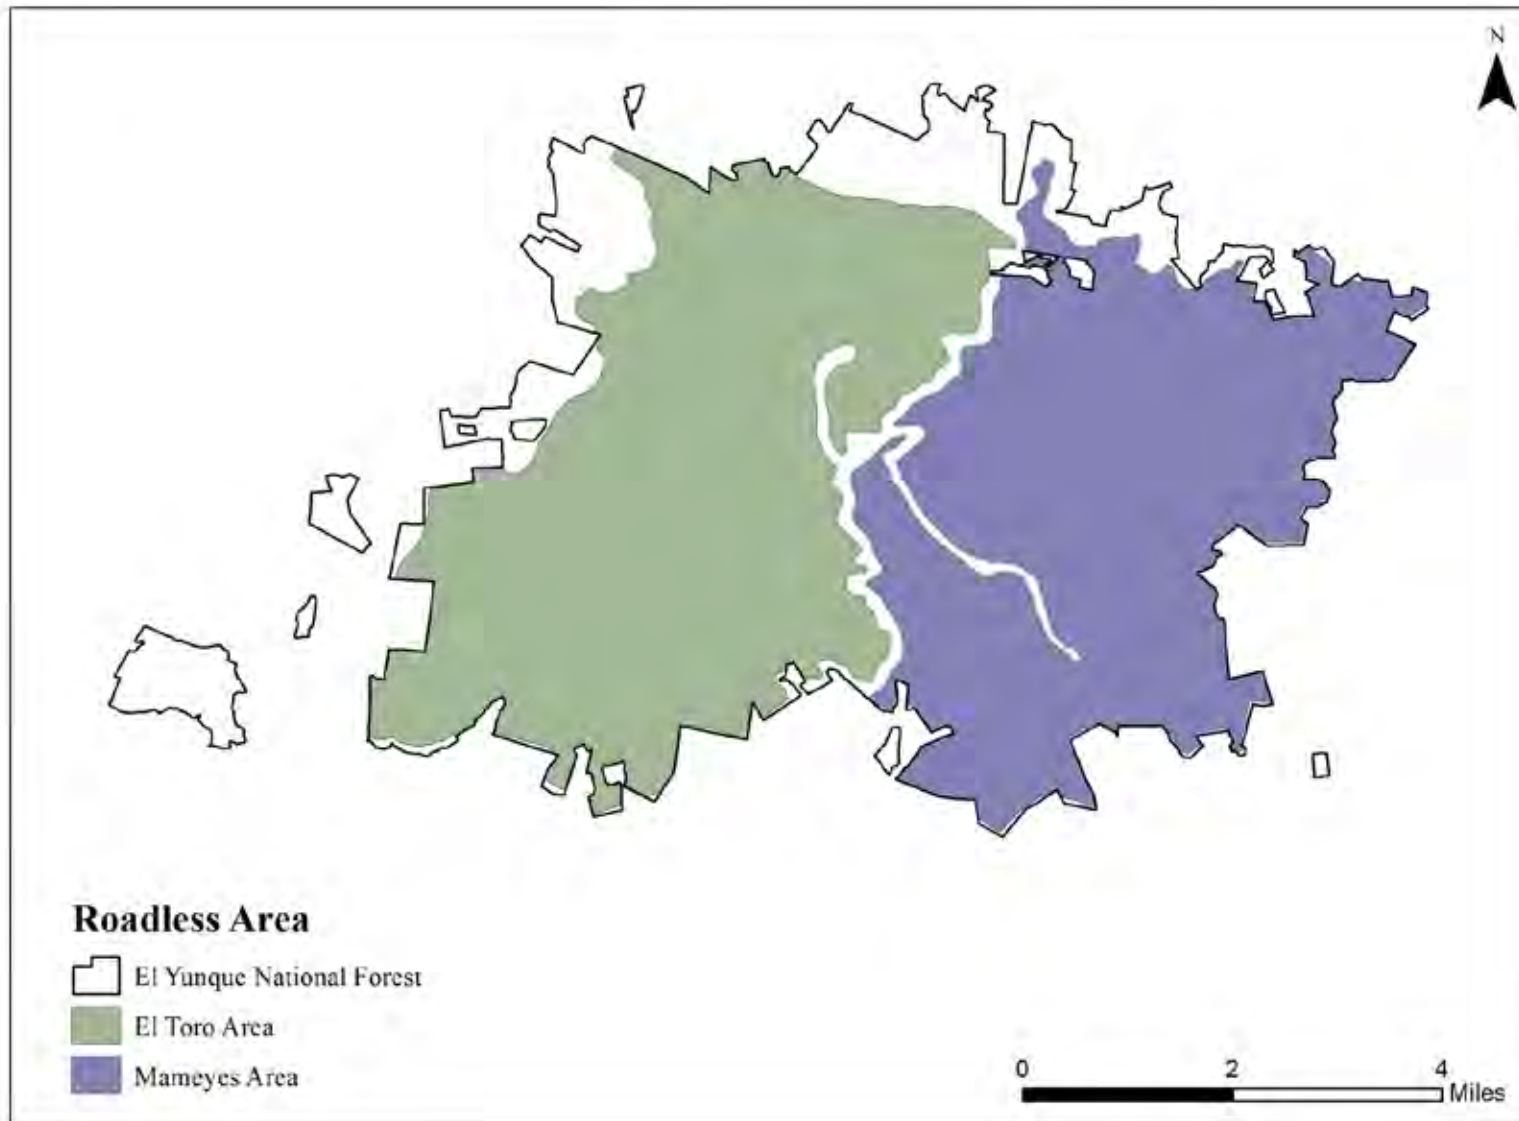 N
Roadless Area
El Yunque National Forest
El Toro Area
Mameyes Area
0 2 4
Miles